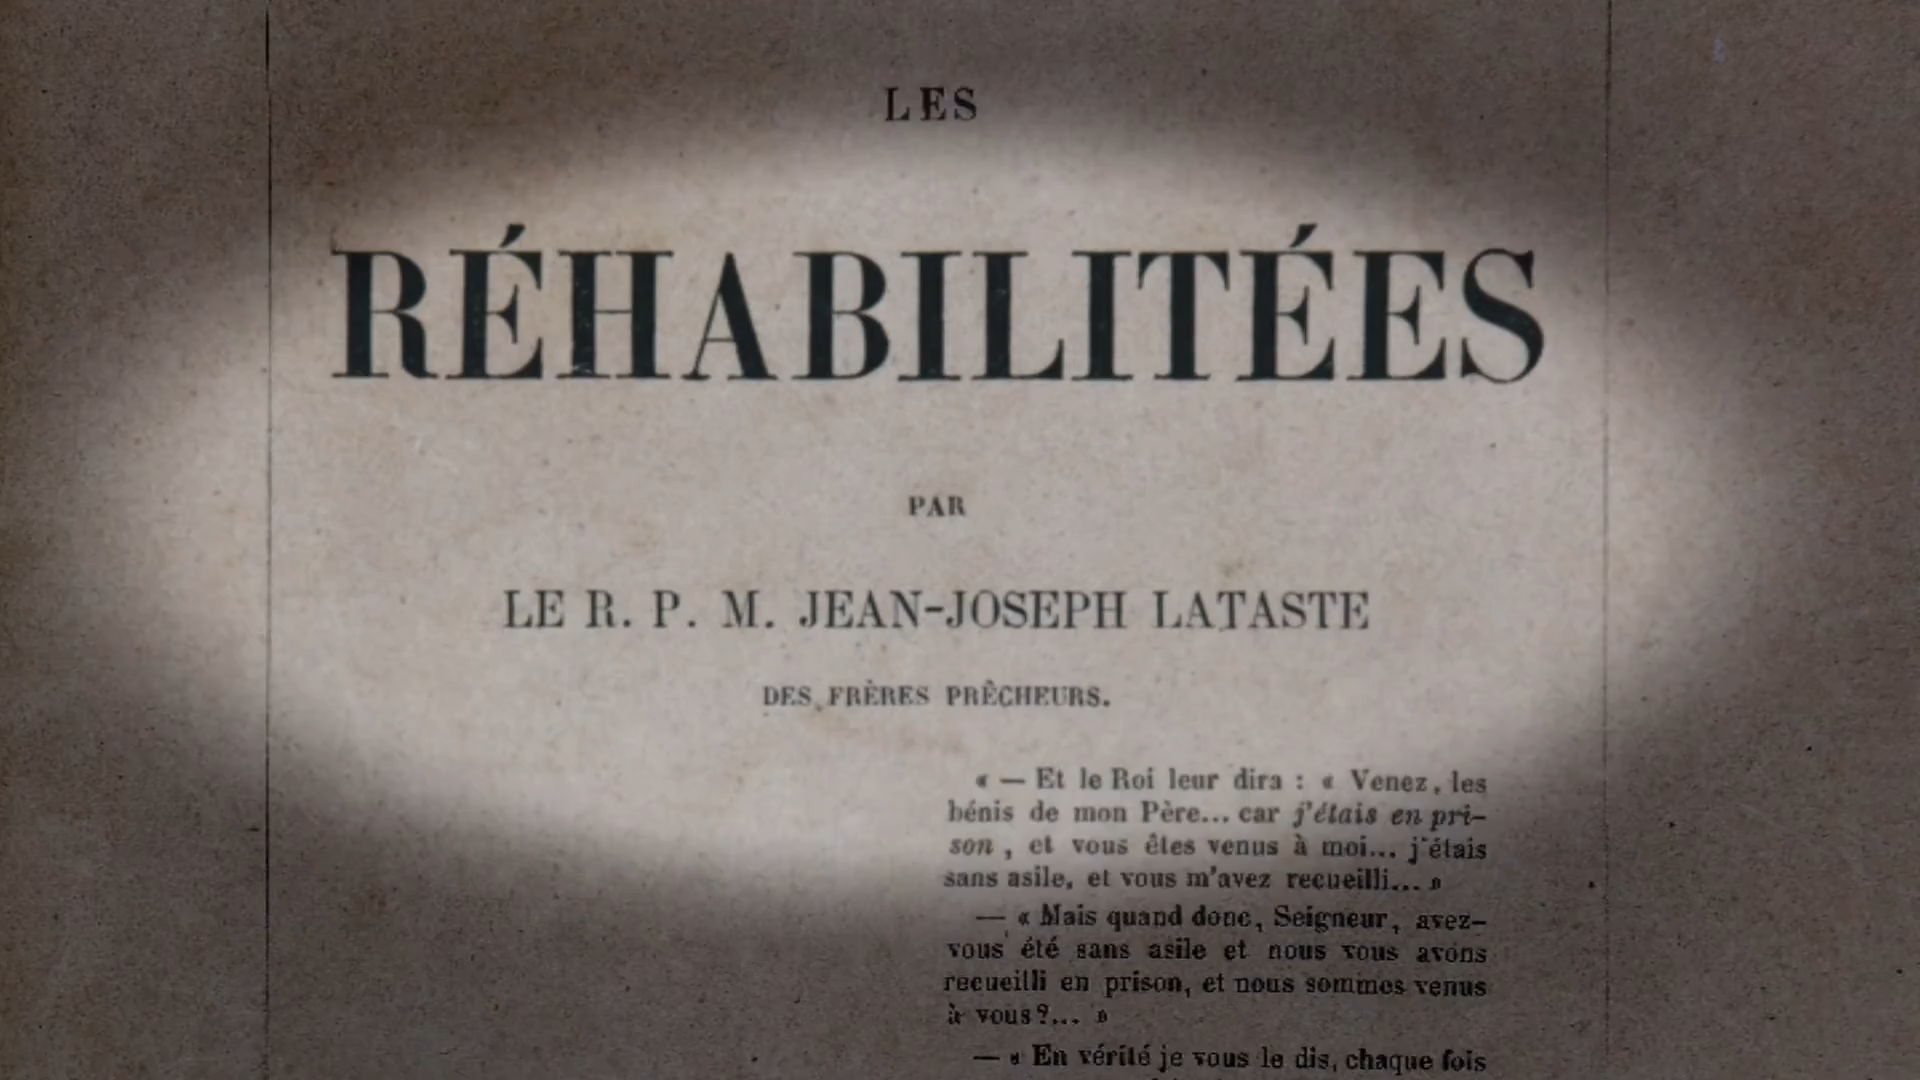 LES
RÉHABILITÉES
PAR
LE R. P. M. JEAN-JOSEPH LATASTE
DES FRÈRES PRÊCHEURS.
« — Et le Roi leur dira : « Venez, les
bénis de mon Père... car j'étais en pri-
son, et vous êtes venus à moi... j'étais
sans asile, et vous m'avez recueilli... »
— « Mais quand donc, Seigneur, avez-
vous été sans asile et nous vous avons
recueilli en prison, et nous sommes venus
à vous?... »
— « En vérité je vous le dis, chaque fois